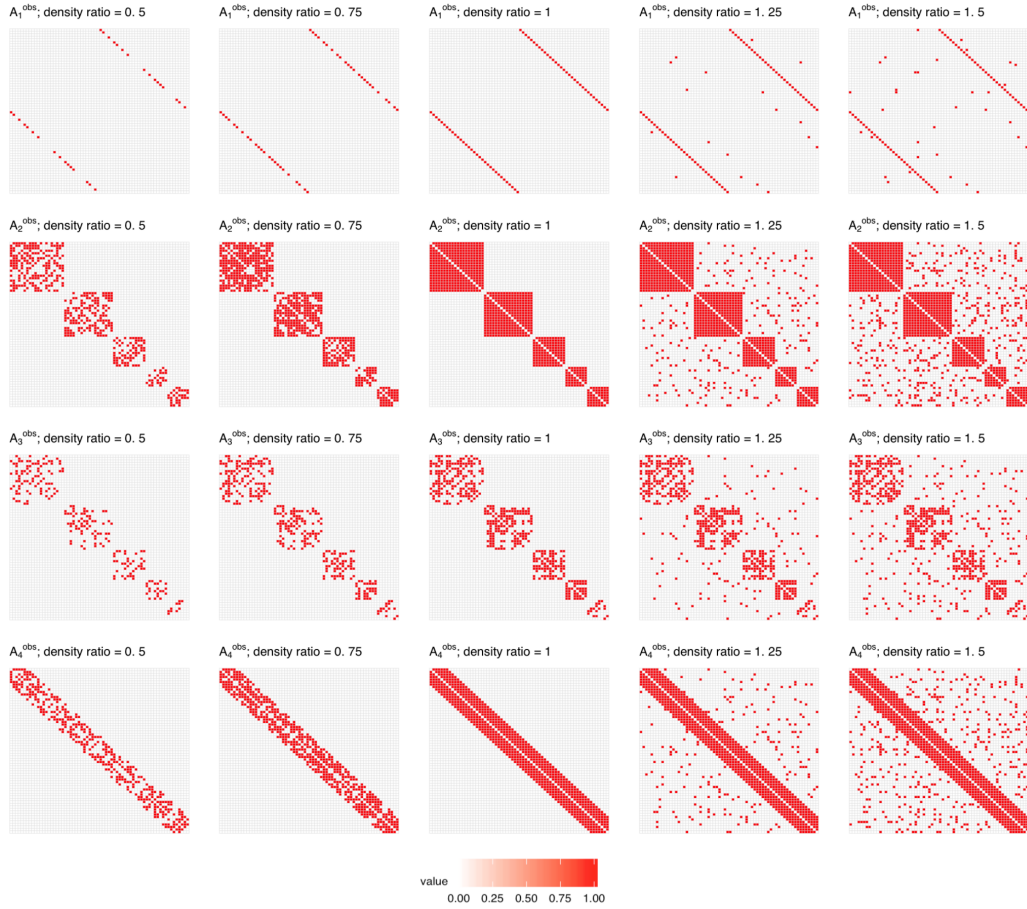 A₁ᵒᵇˢ; density ratio = 0. 5
A₁ᵒᵇˢ; density ratio = 0. 75
A₁ᵒᵇˢ; density ratio = 1
A₁ᵒᵇˢ; density ratio = 1. 25
A₁ᵒᵇˢ; density ratio = 1. 5
A₂ᵒᵇˢ; density ratio = 0. 5
A₂ᵒᵇˢ; density ratio = 0. 75
A₂ᵒᵇˢ; density ratio = 1
A₂ᵒᵇˢ; density ratio = 1. 25
A₂ᵒᵇˢ; density ratio = 1. 5
A₃ᵒᵇˢ; density ratio = 0. 5
A₃ᵒᵇˢ; density ratio = 0. 75
A₃ᵒᵇˢ; density ratio = 1
A₃ᵒᵇˢ; density ratio = 1. 25
A₃ᵒᵇˢ; density ratio = 1. 5
A₄ᵒᵇˢ; density ratio = 0. 5
A₄ᵒᵇˢ; density ratio = 0. 75
A₄ᵒᵇˢ; density ratio = 1
A₄ᵒᵇˢ; density ratio = 1. 25
A₄ᵒᵇˢ; density ratio = 1. 5
value
0.00 0.25 0.50 0.75 1.00